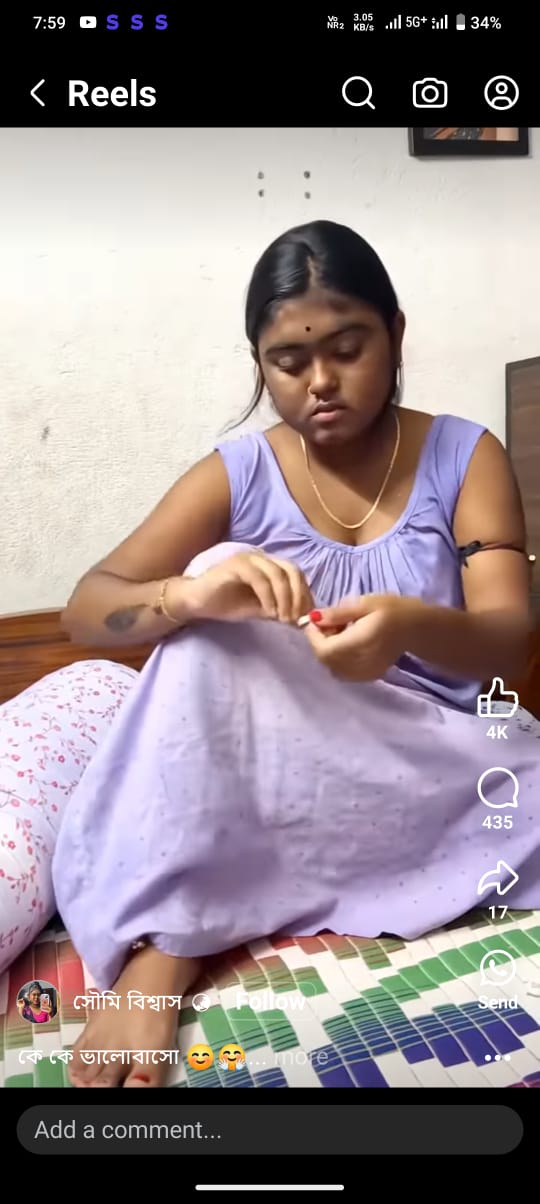 7:59 S S S Vo NR2 3.05 KB/s 5G+ 34%
Reels
4K
435
17
Send
সৌমি বিশ্বাস Follow
কে কে ভালোবাসো 😊🤗... more
Add a comment...